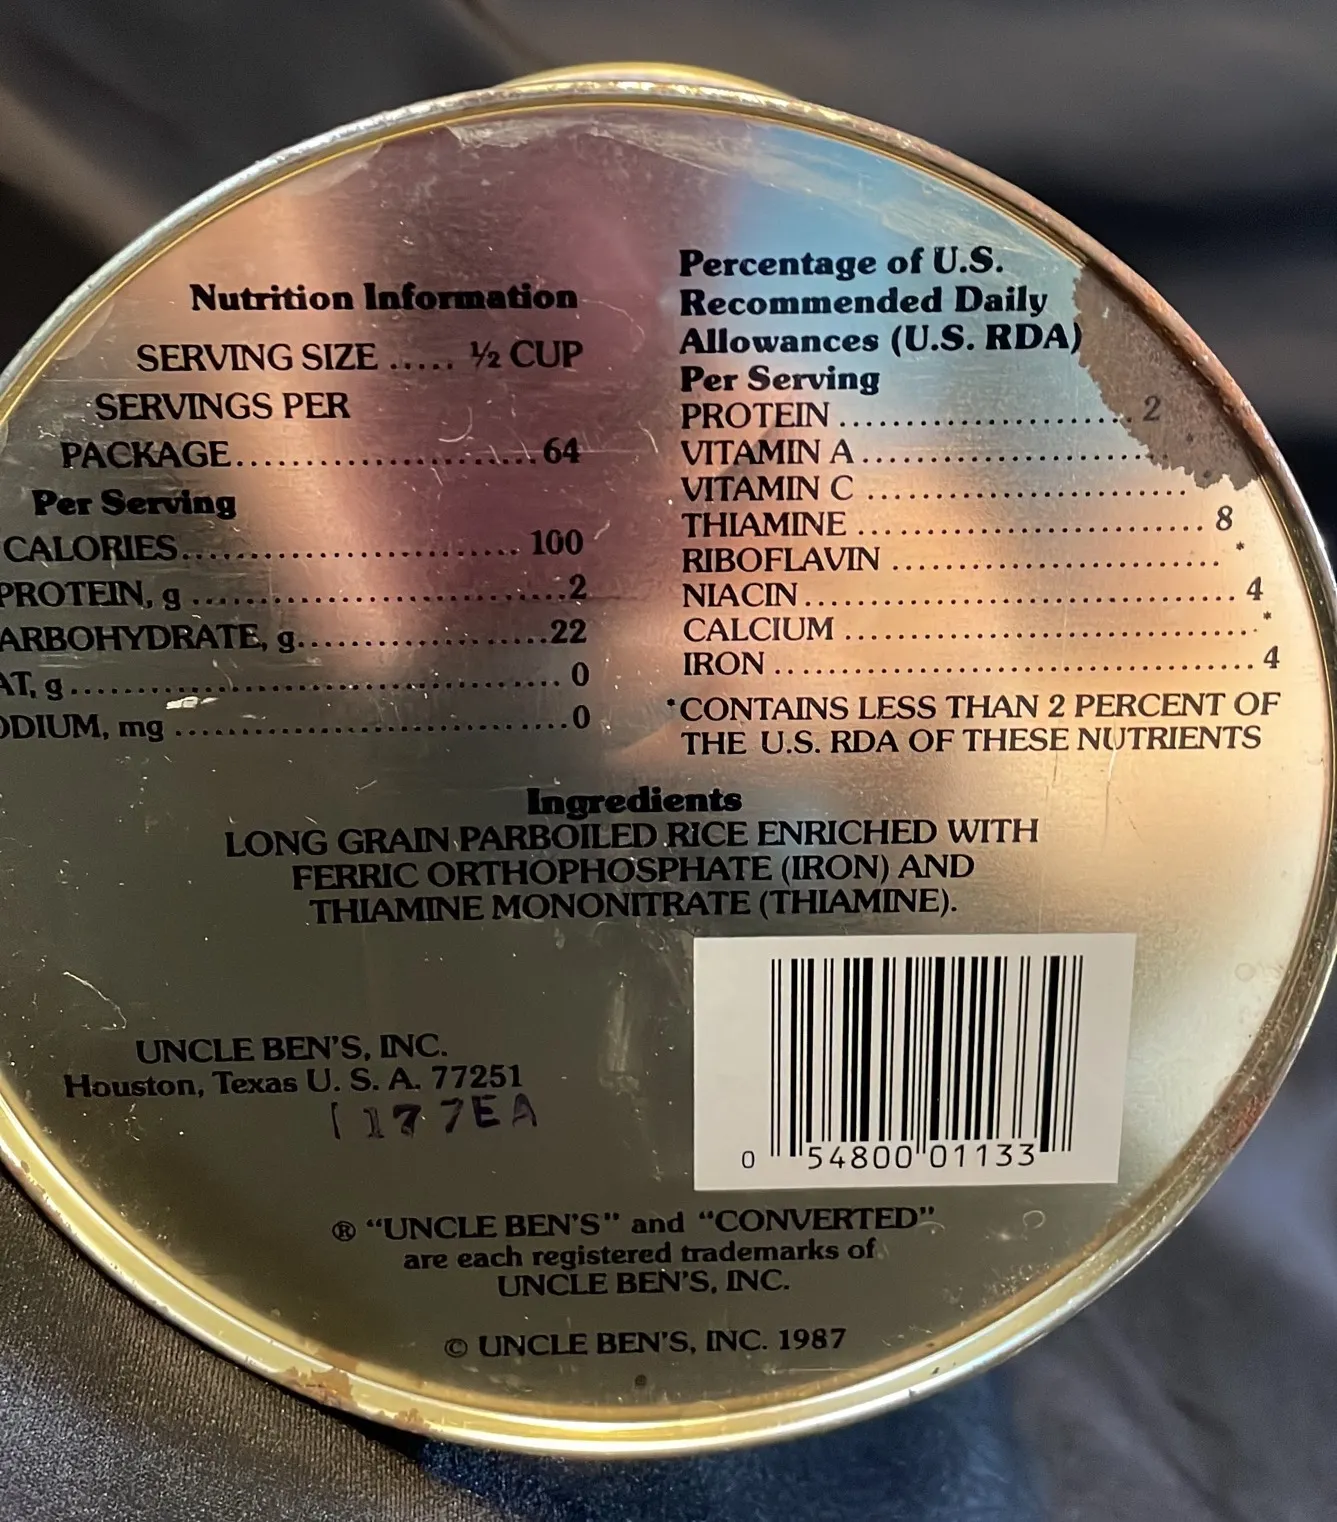 Nutrition Information
SERVING SIZE ..... ½ CUP
SERVINGS PER
PACKAGE.........................64
Per Serving
CALORIES............................ 100
PROTEIN, g ................................2
ARBOHYDRATE, g.....................22
AT, g.......................................... 0
ODIUM, mg ................................0
Percentage of U.S.
Recommended Daily
Allowances (U.S. RDA)
Per Serving
PROTEIN ........................... 2
VITAMIN A ...........................
VITAMIN C ...........................
THIAMINE ............................... 8
RIBOFLAVIN ............................. *
NIACIN...................................... 4
CALCIUM ................................... *
IRON ......................................... 4
*CONTAINS LESS THAN 2 PERCENT OF
THE U.S. RDA OF THESE NUTRIENTS
Ingredients
LONG GRAIN PARBOILED RICE ENRICHED WITH
FERRIC ORTHOPHOSPHATE (IRON) AND
THIAMINE MONONITRATE (THIAMINE).
UNCLE BEN'S, INC.
Houston, Texas U. S. A. 77251
177EA
0 54800 01133
® “UNCLE BEN'S” and “CONVERTED”
are each registered trademarks of
UNCLE BEN'S, INC.
© UNCLE BEN'S, INC. 1987